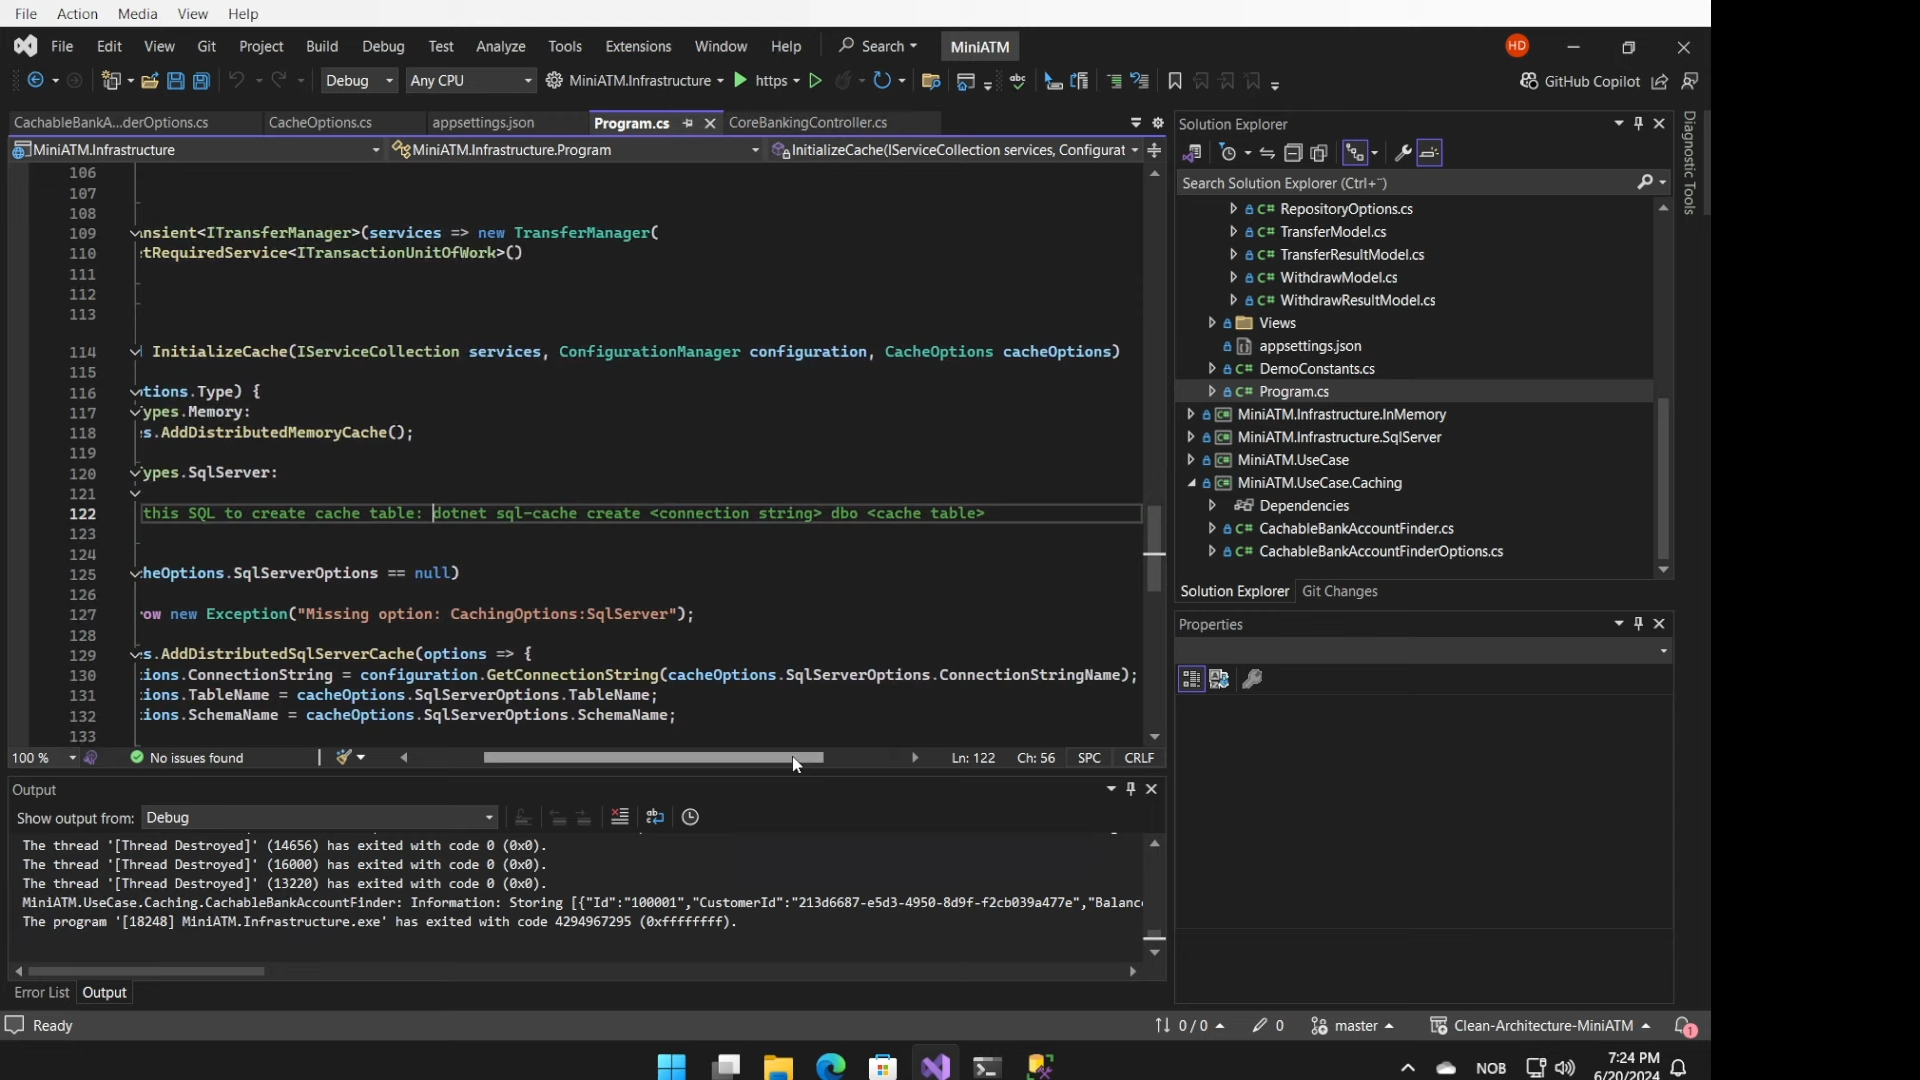 File Action Media View Help
File Edit View Git Project Build Debug Test Analyze Tools Extensions Window Help Search MiniATM HD
Debug Any CPU MiniATM.Infrastructure https GitHub Copilot
CachableBankA...derOptions.cs CacheOptions.cs appsettings.json Program.cs CoreBankingController.cs
MiniATM.Infrastructure MiniATM.Infrastructure.Program InitializeCache(IServiceCollection services, Configurat
106
107
108
109 ansient<ITransferManager>(services => new TransferManager(
110 tRequiredService<ITransactionUnitOfWork>()
111
112
113
114 InitializeCache(IServiceCollection services, ConfigurationManager configuration, CacheOptions cacheOptions)
115
116 tions.Type) {
117 ypes.Memory:
118 s.AddDistributedMemoryCache();
119
120 ypes.SqlServer:
121
122 this SQL to create cache table: dotnet sql-cache create <connection string> dbo <cache table>
123
124
125 heOptions.SqlServerOptions == null)
126
127 ow new Exception("Missing option: CachingOptions:SqlServer");
128
129 s.AddDistributedSqlServerCache(options => {
130 ions.ConnectionString = configuration.GetConnectionString(cacheOptions.SqlServerOptions.ConnectionStringName);
131 ions.TableName = cacheOptions.SqlServerOptions.TableName;
132 ions.SchemaName = cacheOptions.SqlServerOptions.SchemaName;
133
100 % No issues found Ln: 122 Ch: 56 SPC CRLF
Output
Show output from: Debug
The thread '[Thread Destroyed]' (14656) has exited with code 0 (0x0).
The thread '[Thread Destroyed]' (16000) has exited with code 0 (0x0).
The thread '[Thread Destroyed]' (13220) has exited with code 0 (0x0).
MiniATM.UseCase.Caching.CachableBankAccountFinder: Information: Storing [{"Id":"100001","CustomerId":"213d6687-e5d3-4950-8d9f-f2cb039a477e","Balanc
The program '[18248] MiniATM.Infrastructure.exe' has exited with code 4294967295 (0xffffffff).
Error List Output
Solution Explorer
Search Solution Explorer (Ctrl+¨)
C# RepositoryOptions.cs
C# TransferModel.cs
C# TransferResultModel.cs
C# WithdrawModel.cs
C# WithdrawResultModel.cs
Views
appsettings.json
C# DemoConstants.cs
C# Program.cs
MiniATM.Infrastructure.InMemory
MiniATM.Infrastructure.SqlServer
MiniATM.UseCase
MiniATM.UseCase.Caching
Dependencies
C# CachableBankAccountFinder.cs
C# CachableBankAccountFinderOptions.cs
Solution Explorer Git Changes
Properties
Diagnostic Tools
Ready 0 / 0 0 master Clean-Architecture-MiniATM 1
NOB 7:24 PM
6/20/2024